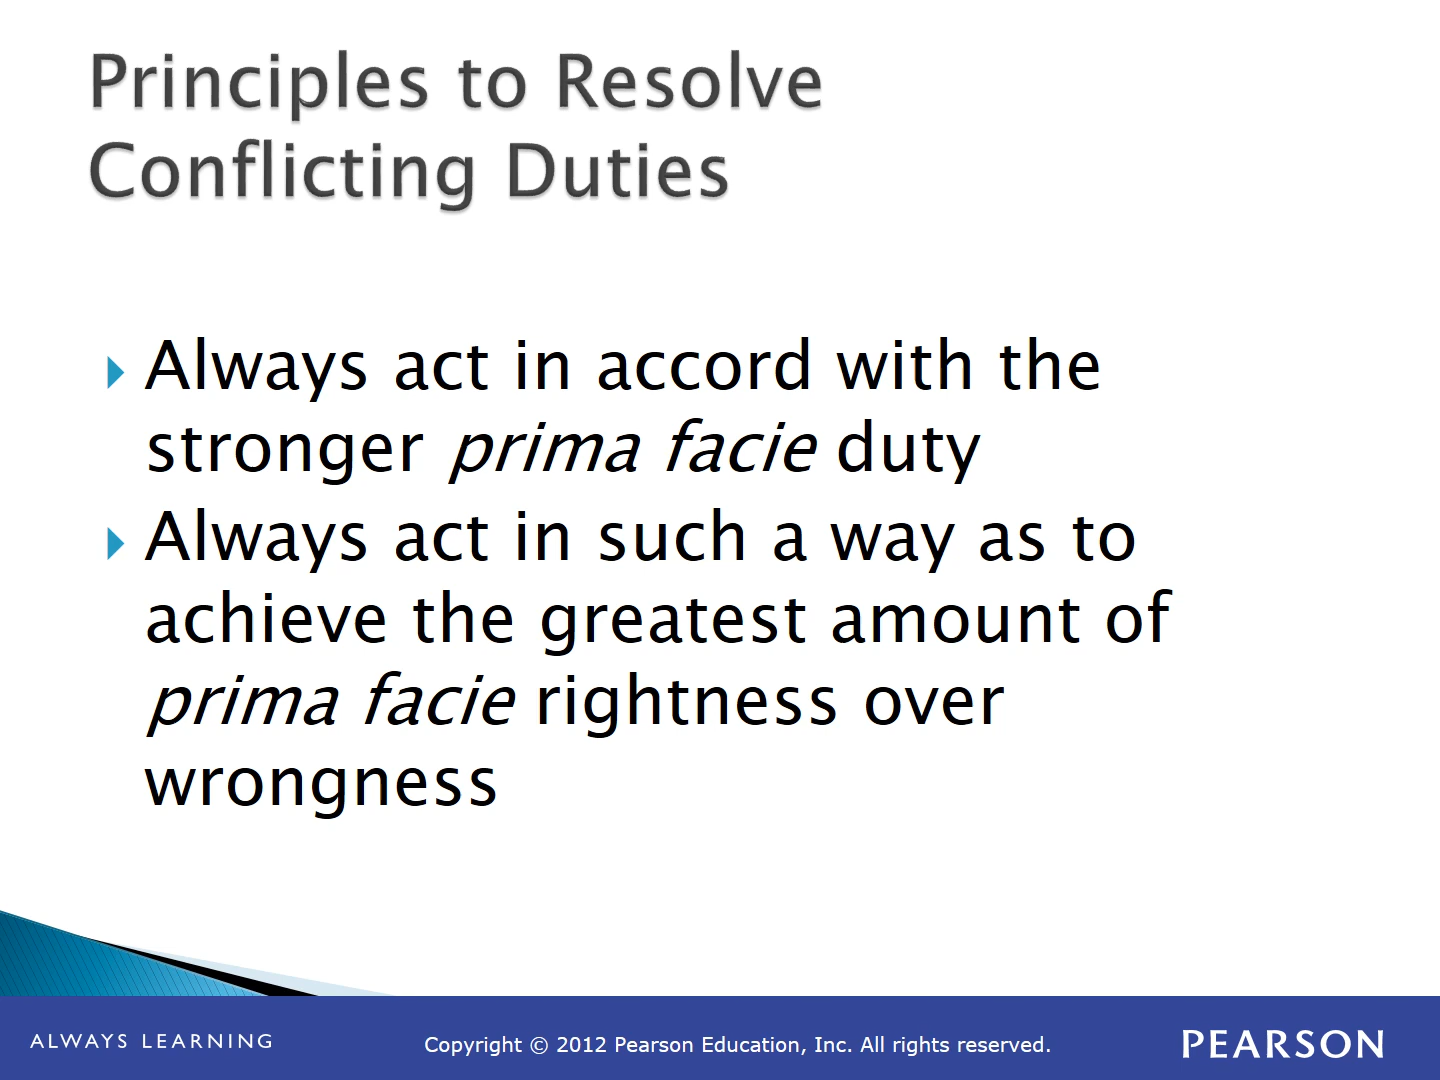 Principles to Resolve
Conflicting Duties
Always act in accord with the
stronger prima facie duty
Always act in such a way as to
achieve the greatest amount of
prima facie rightness over
wrongness
ALWAYS LEARNING
Copyright © 2012 Pearson Education, Inc. All rights reserved.
PEARSON